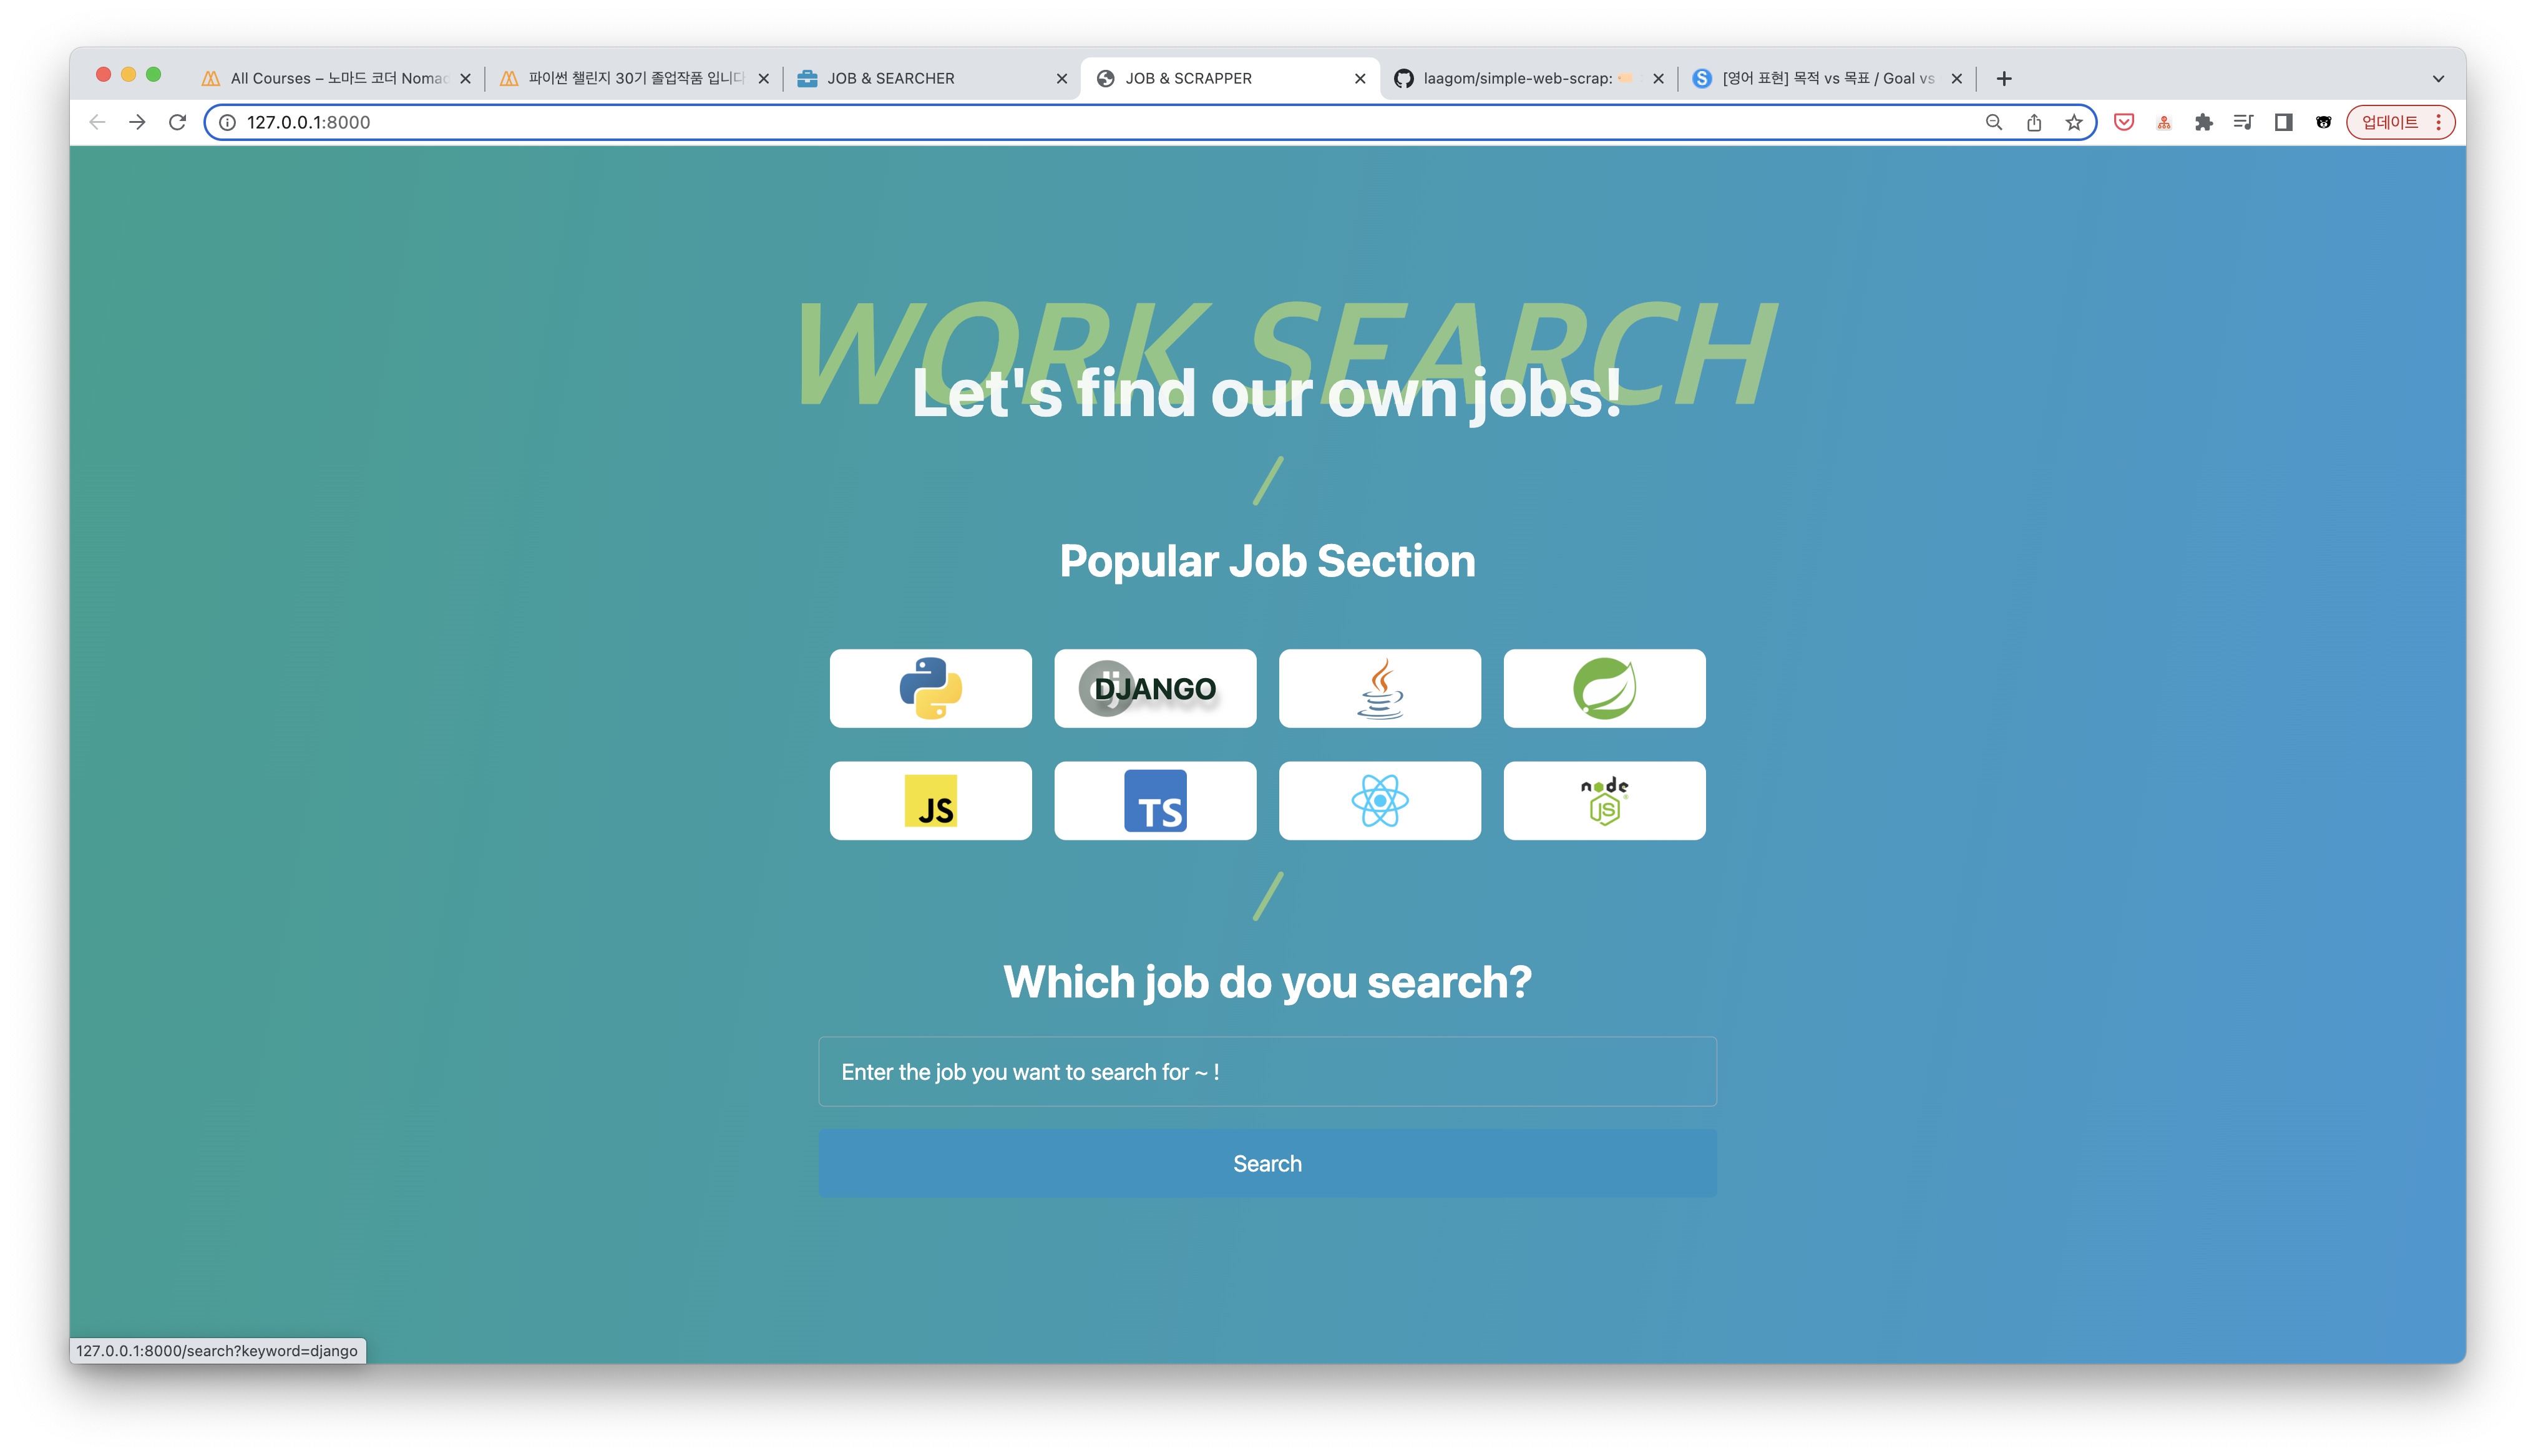 All Courses – 노마드 코더 Nomad
파이썬 챌린지 30기 졸업작품 입니다
JOB & SEARCHER
JOB & SCRAPPER
laagom/simple-web-scrap:
[영어 표현] 목적 vs 목표 / Goal vs
127.0.0.1:8000
업데이트
WORK SEARCH
Let's find our own jobs!
Popular Job Section
dj
DJANGO
JS
TS
node
JS
Which job do you search?
Enter the job you want to search for ~ !
Search
127.0.0.1:8000/search?keyword=django